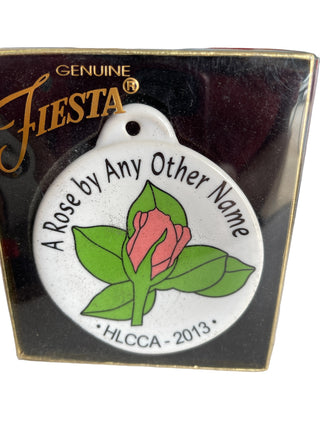 GENUINE
FIESTA®
A Rose by Any Other Name
· HLCCA - 2013 ·